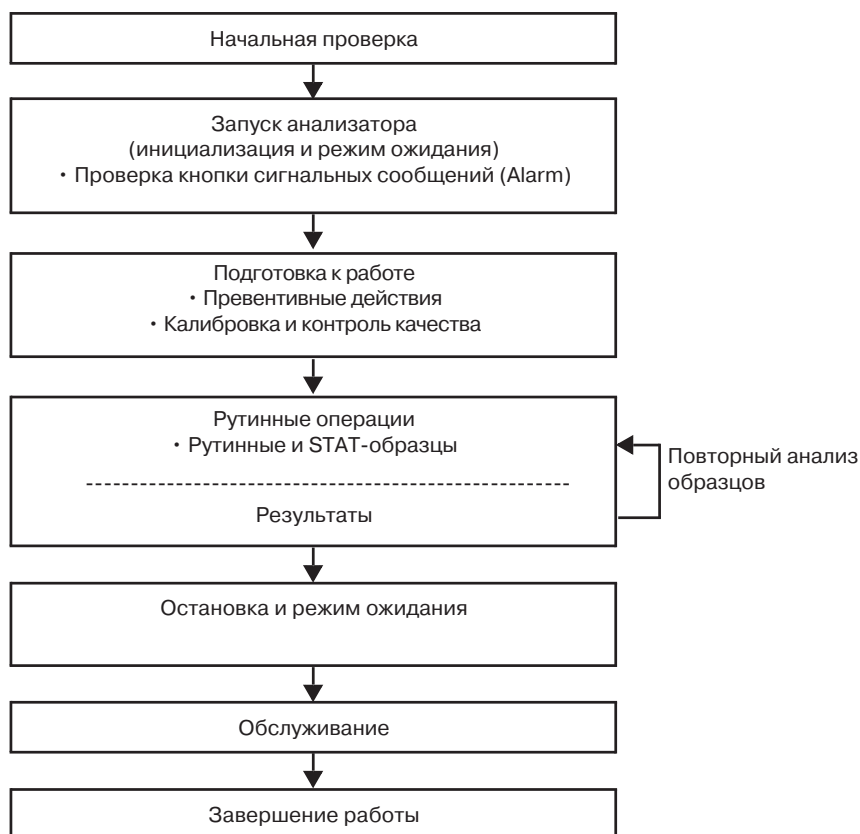 Начальная проверка
Запуск анализатора
(инициализация и режим ожидания)
• Проверка кнопки сигнальных сообщений (Alarm)
Подготовка к работе
• Превентивные действия
• Калибровка и контроль качества
Рутинные операции
• Рутинные и STAT-образцы
Результаты
Повторный анализ
образцов
Остановка и режим ожидания
Обслуживание
Завершение работы